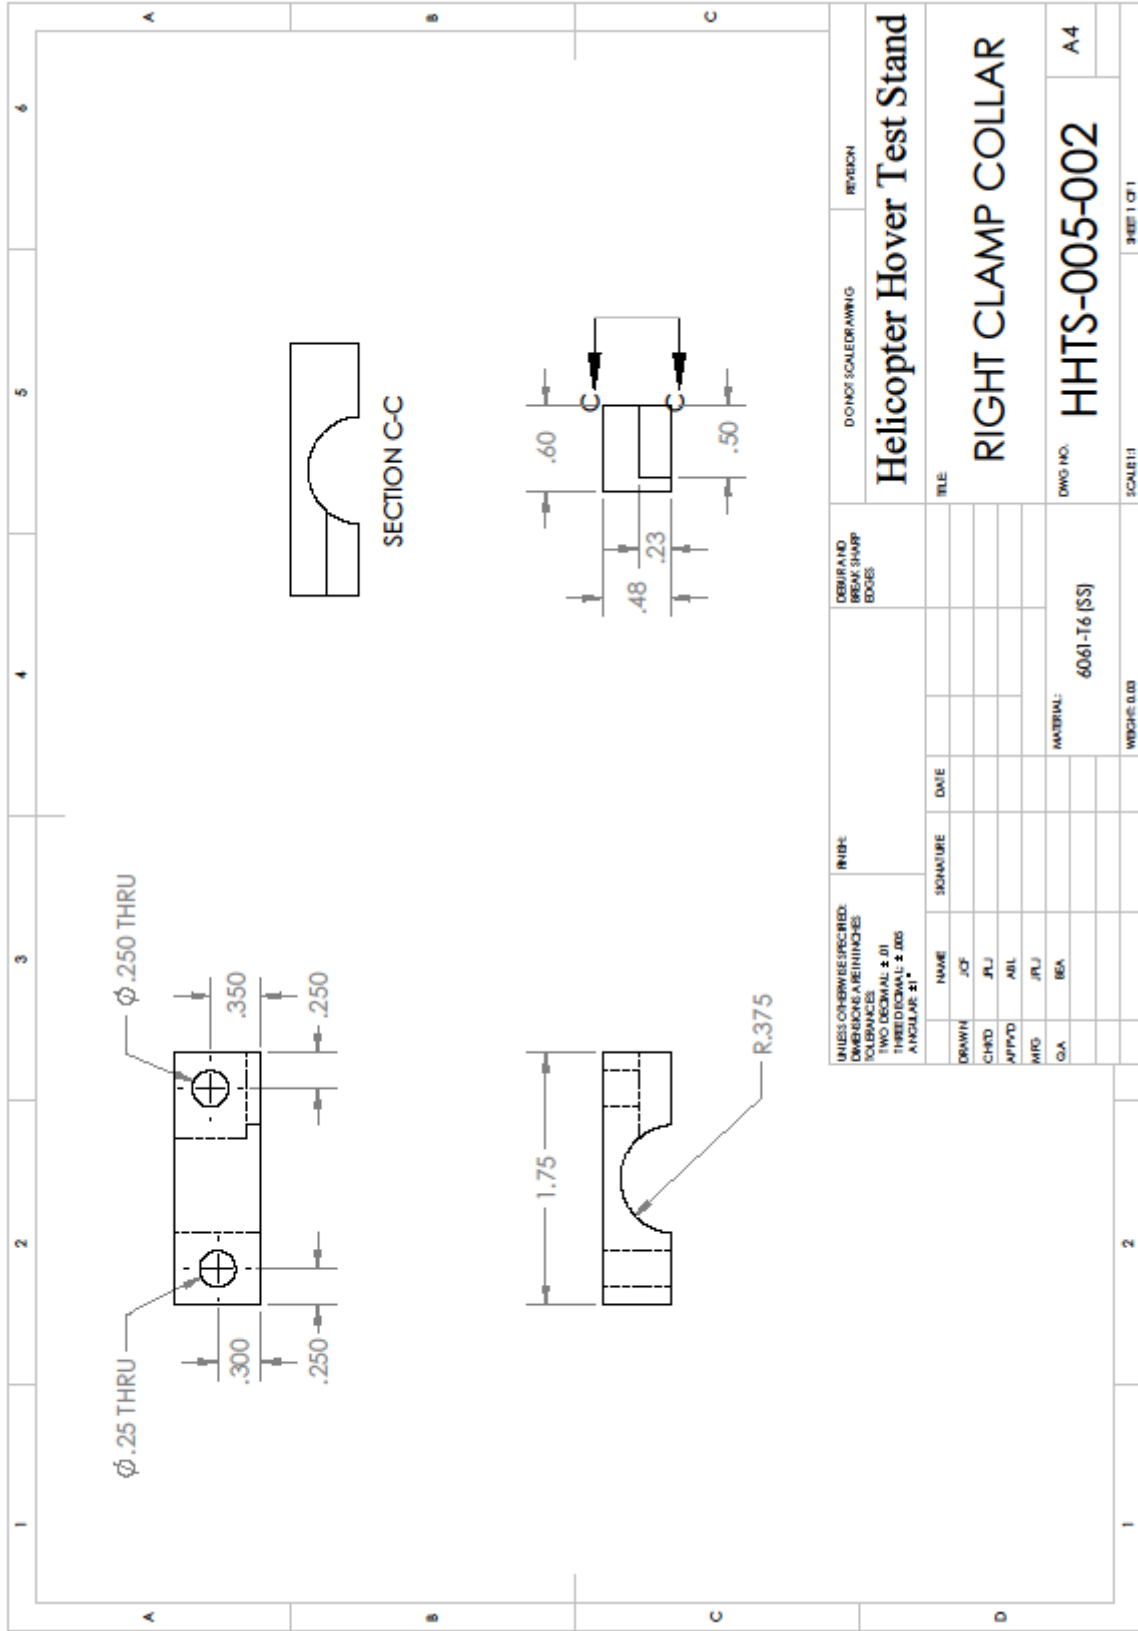 1
2
3
4
5
6
A
A
B
B
C
C
D
1
2
Ø.25 THRU
Ø.250 THRU
.300
.250
.350
.250
SECTION C-C
1.75
R.375
.60
C
C
.48
.23
.50
UNLESS OTHERWISE SPECIFIED:
DIMENSIONS ARE IN INCHES
TOLERANCES:
TWO DECIMAL: ± .01
THREE DECIMAL: ± .005
ANGULAR: ±1°
FINISH:
DEBUR AND
BREAK SHARP
EDGES
DO NOT SCALE DRAWING
REVISION
Helicopter Hover Test Stand
NAME
SIGNATURE
DATE
DRAWN JCF
CHK'D JPLJ
APPV'D ABL
MFG JPLJ
Q.A BEA
TITLE:
RIGHT CLAMP COLLAR
MATERIAL:
6061-T6 (SS)
DWG NO.
HHTS-005-002
A4
WEIGHT: 0.03
SCALE:1:1
SHEET 1 OF 1